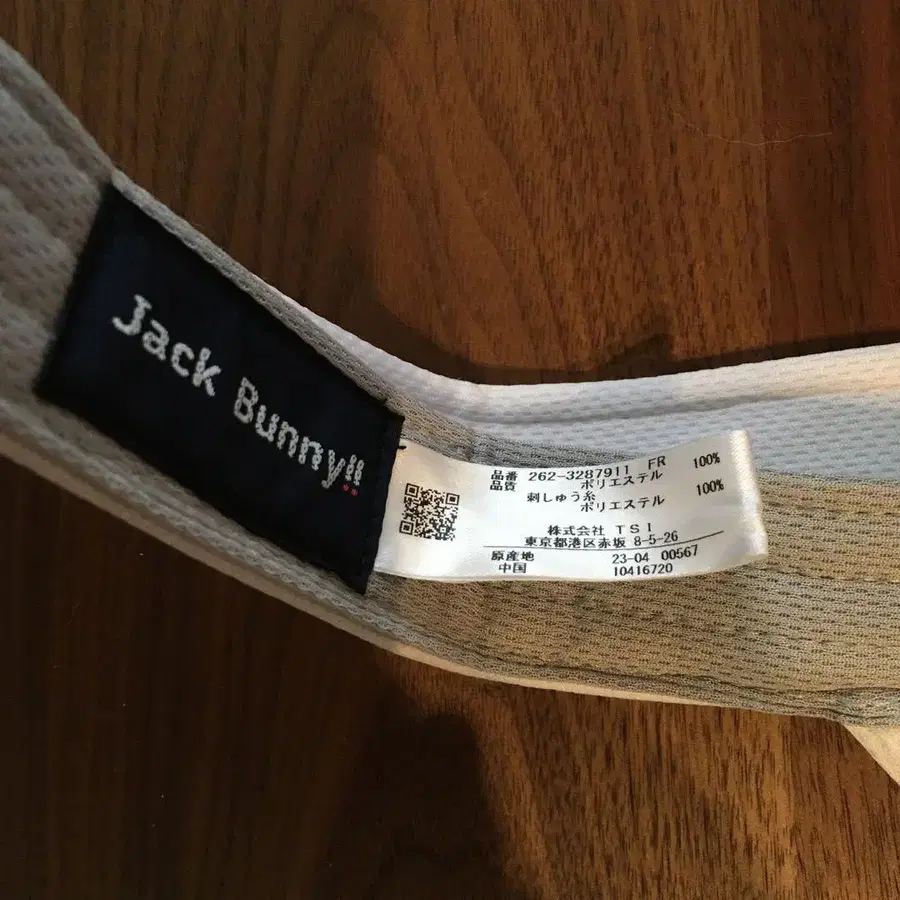 Jack Bunny!!
品番 262-3287911 FR
品質 ポリエステル 100%
刺しゅう糸
ポリエステル 100%
株式会社 TSI
東京都港区赤坂 8-5-26
原産地 23-04 00567
中国 10416720